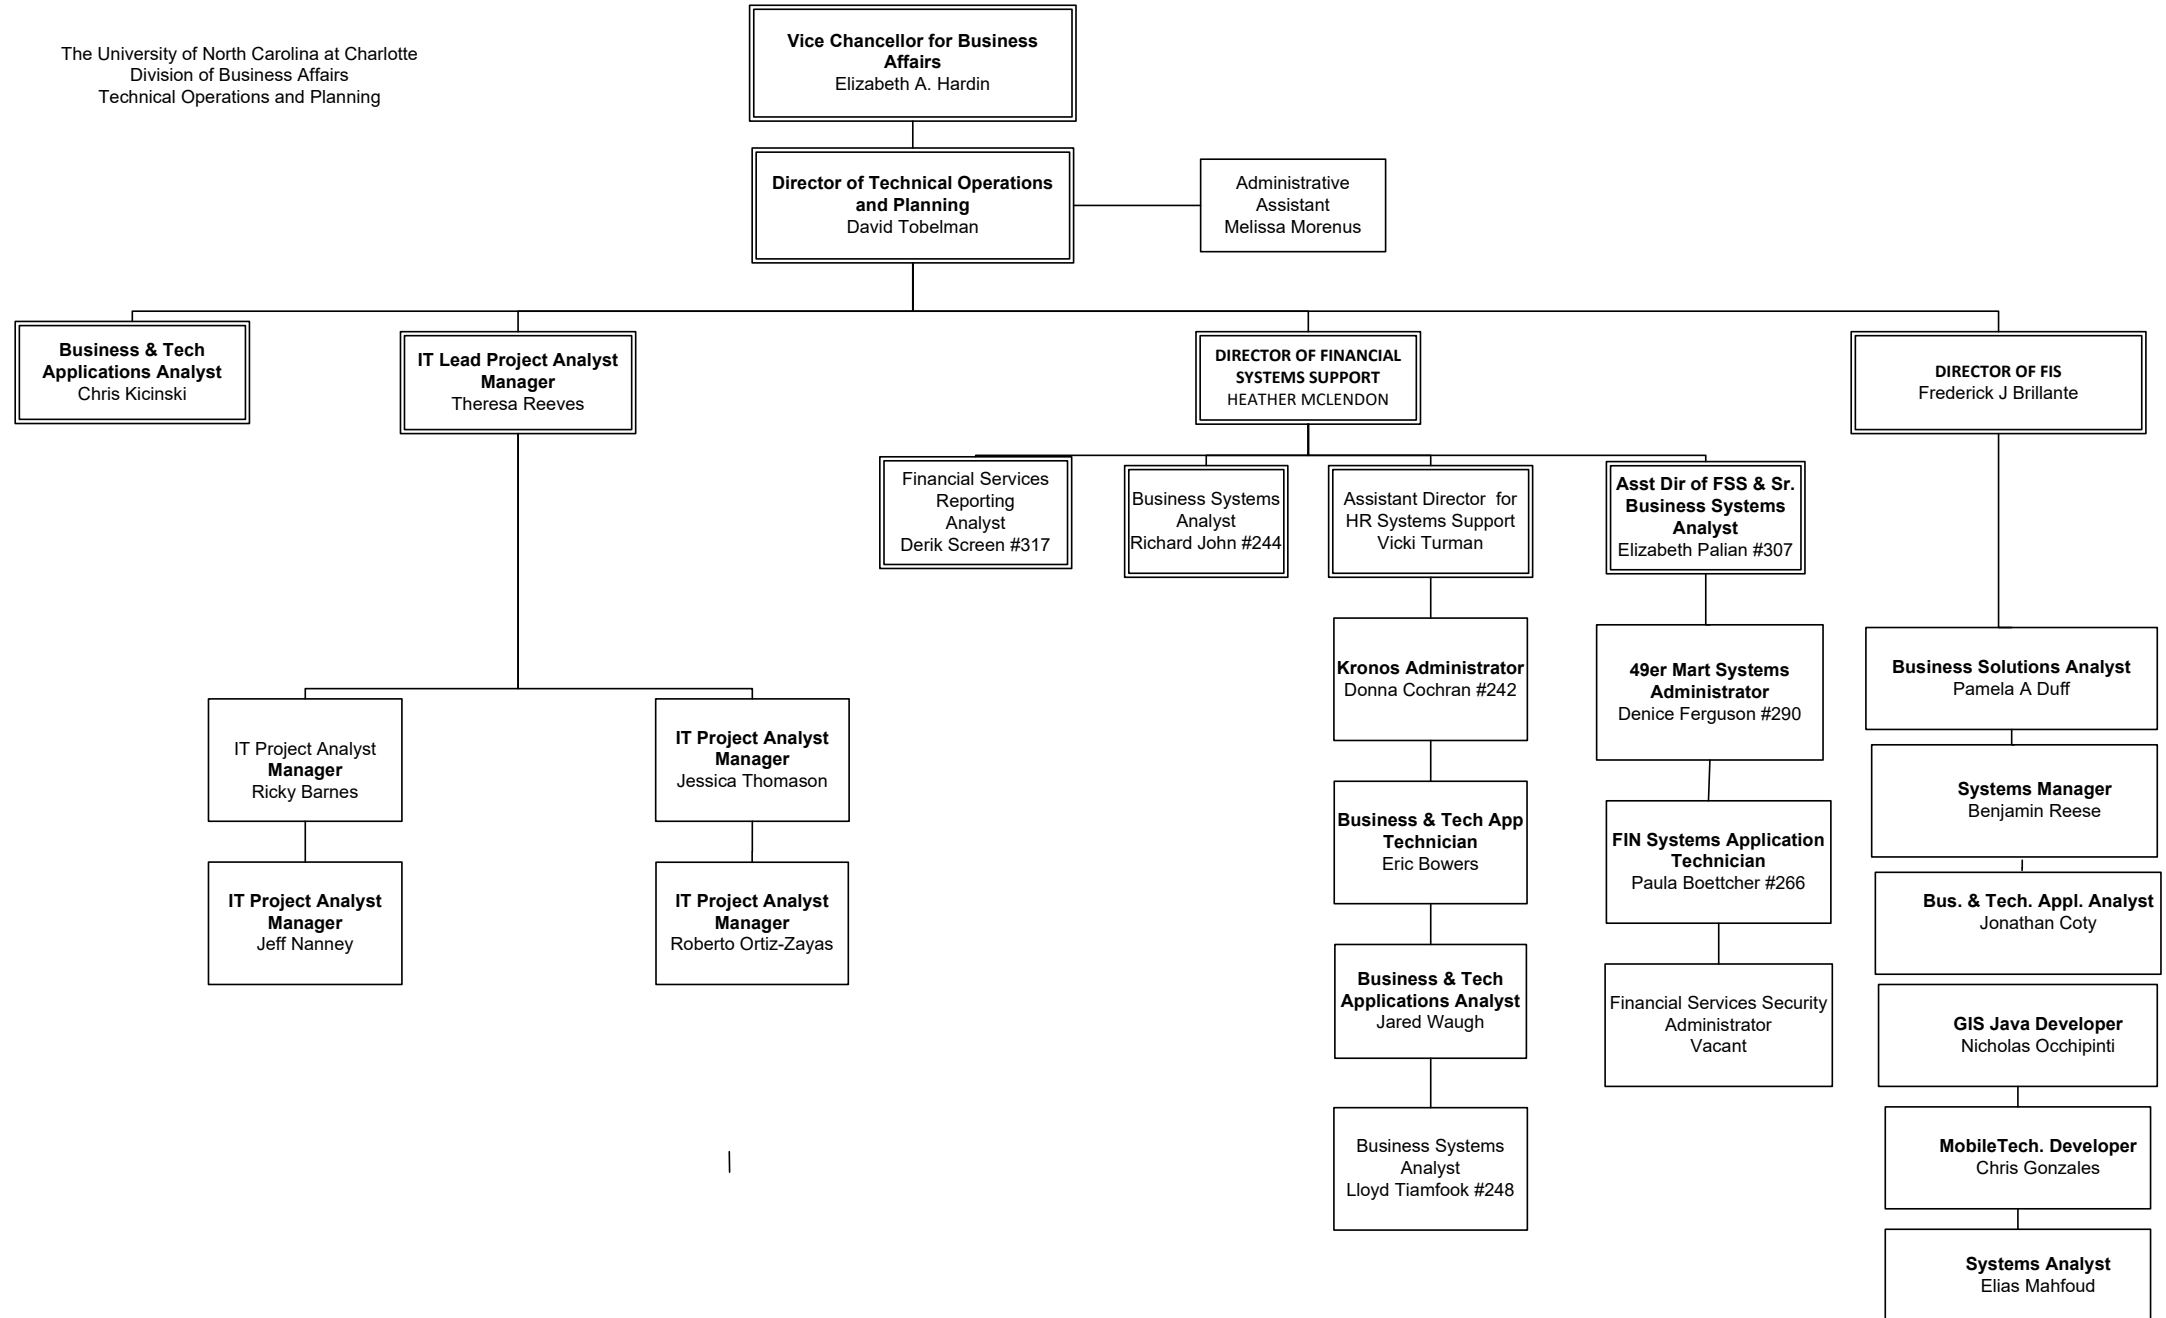 The University of North Carolina at Charlotte
Division of Business Affairs
Technical Operations and Planning
Vice Chancellor for Business
Affairs
Elizabeth A. Hardin
Director of Technical Operations
and Planning
David Tobelman
Administrative
Assistant
Melissa Morenus
Business & Tech
Applications Analyst
Chris Kicinski
IT Lead Project Analyst
Manager
Theresa Reeves
DIRECTOR OF FINANCIAL
SYSTEMS SUPPORT
HEATHER MCLENDON
DIRECTOR OF FIS
Frederick J Brillante
Financial Services
Reporting
Analyst
Derik Screen #317
Business Systems
Analyst
Richard John #244
Assistant Director for
HR Systems Support
Vicki Turman
Asst Dir of FSS & Sr.
Business Systems
Analyst
Elizabeth Palian #307
IT Project Analyst
Manager
Ricky Barnes
IT Project Analyst
Manager
Jeff Nanney
IT Project Analyst
Manager
Jessica Thomason
IT Project Analyst
Manager
Roberto Ortiz-Zayas
Kronos Administrator
Donna Cochran #242
Business & Tech App
Technician
Eric Bowers
Business & Tech
Applications Analyst
Jared Waugh
Business Systems
Analyst
Lloyd Tiamfook #248
49er Mart Systems
Administrator
Denice Ferguson #290
FIN Systems Application
Technician
Paula Boettcher #266
Financial Services Security
Administrator
Vacant
Business Solutions Analyst
Pamela A Duff
Systems Manager
Benjamin Reese
Bus. & Tech. Appl. Analyst
Jonathan Coty
GIS Java Developer
Nicholas Occhipinti
MobileTech. Developer
Chris Gonzales
Systems Analyst
Elias Mahfoud